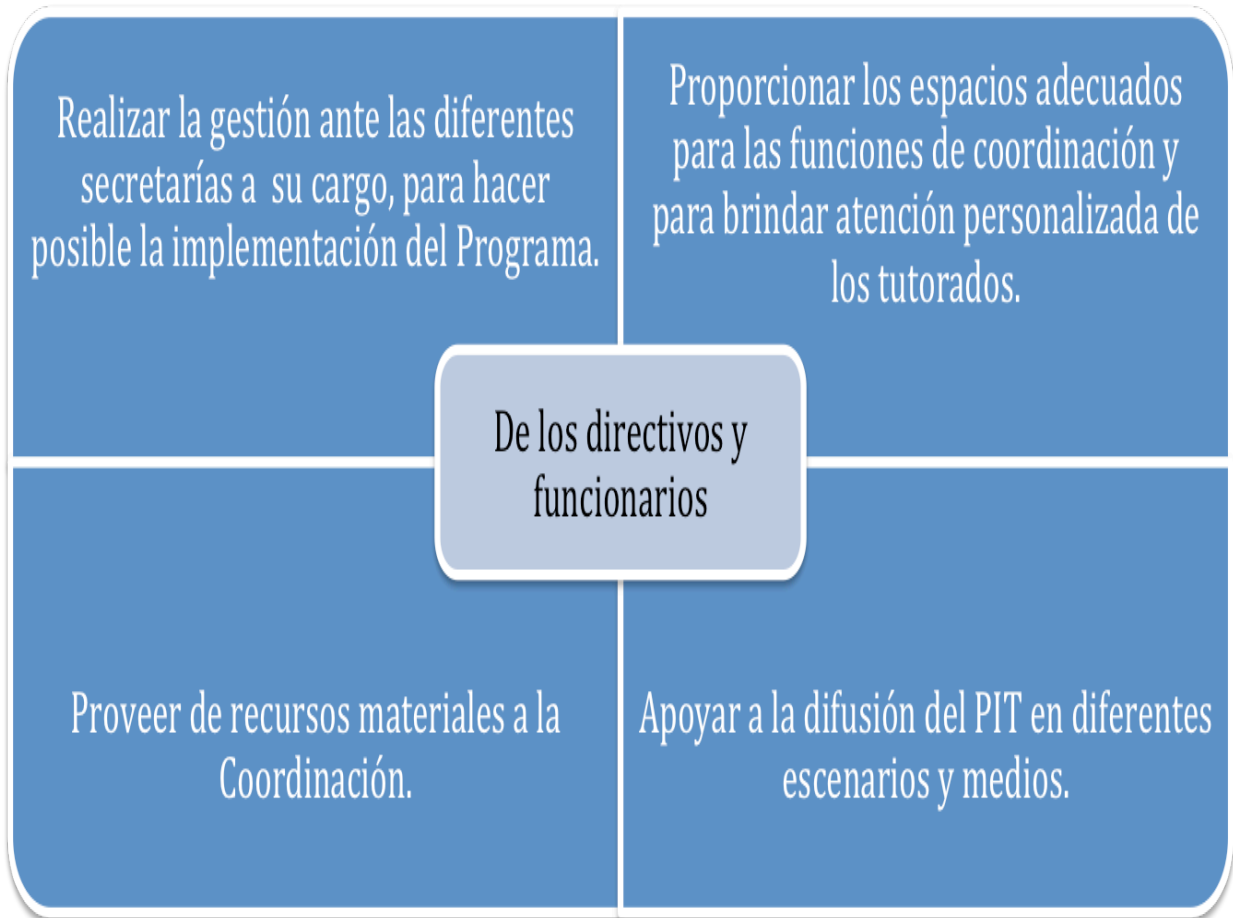 Realizar la gestión ante las diferentes
secretarías a su cargo, para hacer
posible la implementación del Programa.
Proporcionar los espacios adecuados
para las funciones de coordinación y
para brindar atención personalizada de
los tutorados.
De los directivos y
funcionarios
Proveer de recursos materiales a la
Coordinación.
Apoyar a la difusión del PIT en diferentes
escenarios y medios.